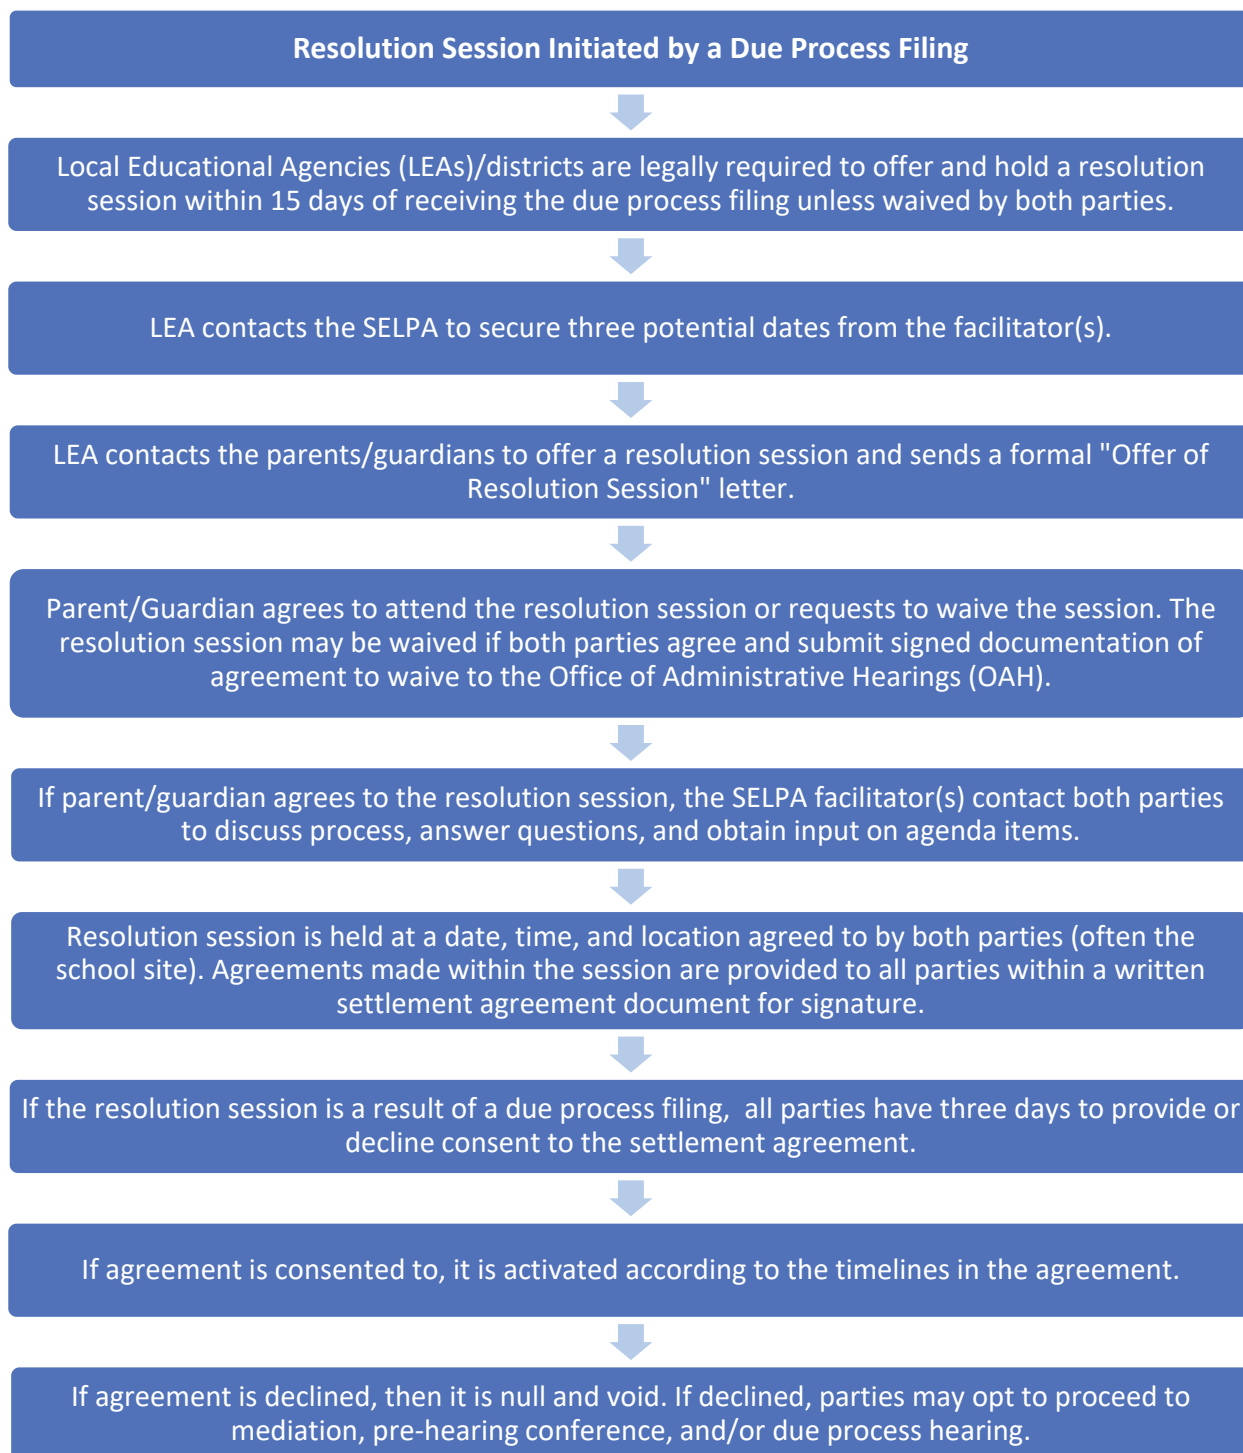 Resolution Session Initiated by a Due Process Filing
Local Educational Agencies (LEAs)/districts are legally required to offer and hold a resolution
session within 15 days of receiving the due process filing unless waived by both parties.
LEA contacts the SELPA to secure three potential dates from the facilitator(s).
LEA contacts the parents/guardians to offer a resolution session and sends a formal "Offer of
Resolution Session" letter.
Parent/Guardian agrees to attend the resolution session or requests to waive the session. The
resolution session may be waived if both parties agree and submit signed documentation of
agreement to waive to the Office of Administrative Hearings (OAH).
If parent/guardian agrees to the resolution session, the SELPA facilitator(s) contact both parties
to discuss process, answer questions, and obtain input on agenda items.
Resolution session is held at a date, time, and location agreed to by both parties (often the
school site). Agreements made within the session are provided to all parties within a written
settlement agreement document for signature.
If the resolution session is a result of a due process filing,  all parties have three days to provide or
decline consent to the settlement agreement.
If agreement is consented to, it is activated according to the timelines in the agreement.
If agreement is declined, then it is null and void. If declined, parties may opt to proceed to
mediation, pre-hearing conference, and/or due process hearing.